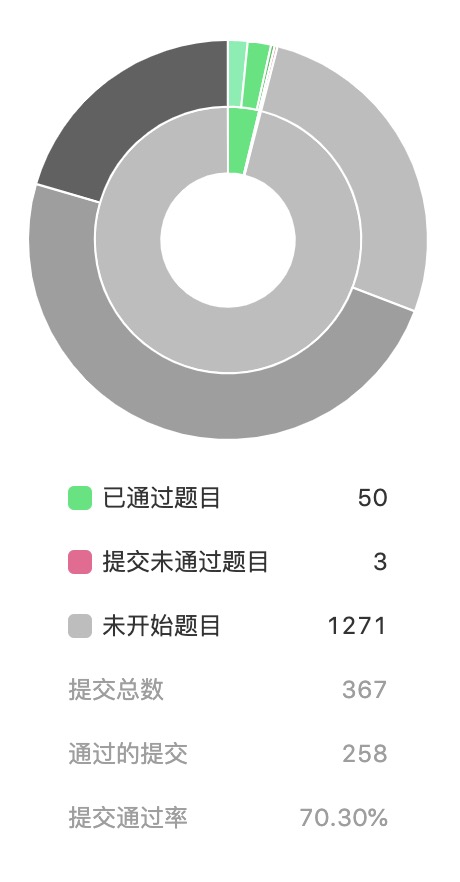 已通过题目 50
提交未通过题目 3
未开始题目 1271
提交总数 367
通过的提交 258
提交通过率 70.30%